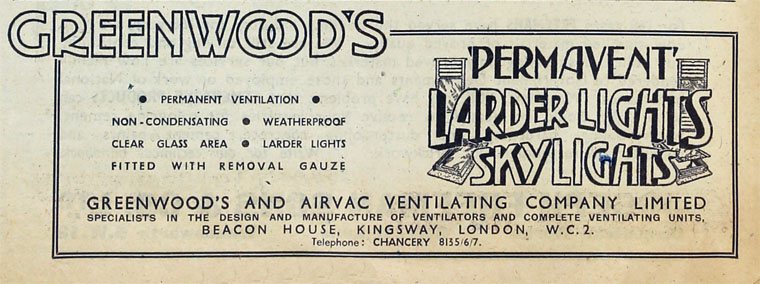 GREENWOOD'S
● PERMANENT VENTILATION ●
NON-CONDENSATING ● WEATHERPROOF
CLEAR GLASS AREA ● LARDER LIGHTS
FITTED WITH REMOVAL GAUZE
'PERMAVENT'
LARDER LIGHTS
SKYLIGHTS
GREENWOOD'S AND AIRVAC VENTILATING COMPANY LIMITED
SPECIALISTS IN THE DESIGN AND MANUFACTURE OF VENTILATORS AND COMPLETE VENTILATING UNITS,
BEACON HOUSE, KINGSWAY, LONDON, W.C.2.
Telephone: CHANCERY 8135/6/7.